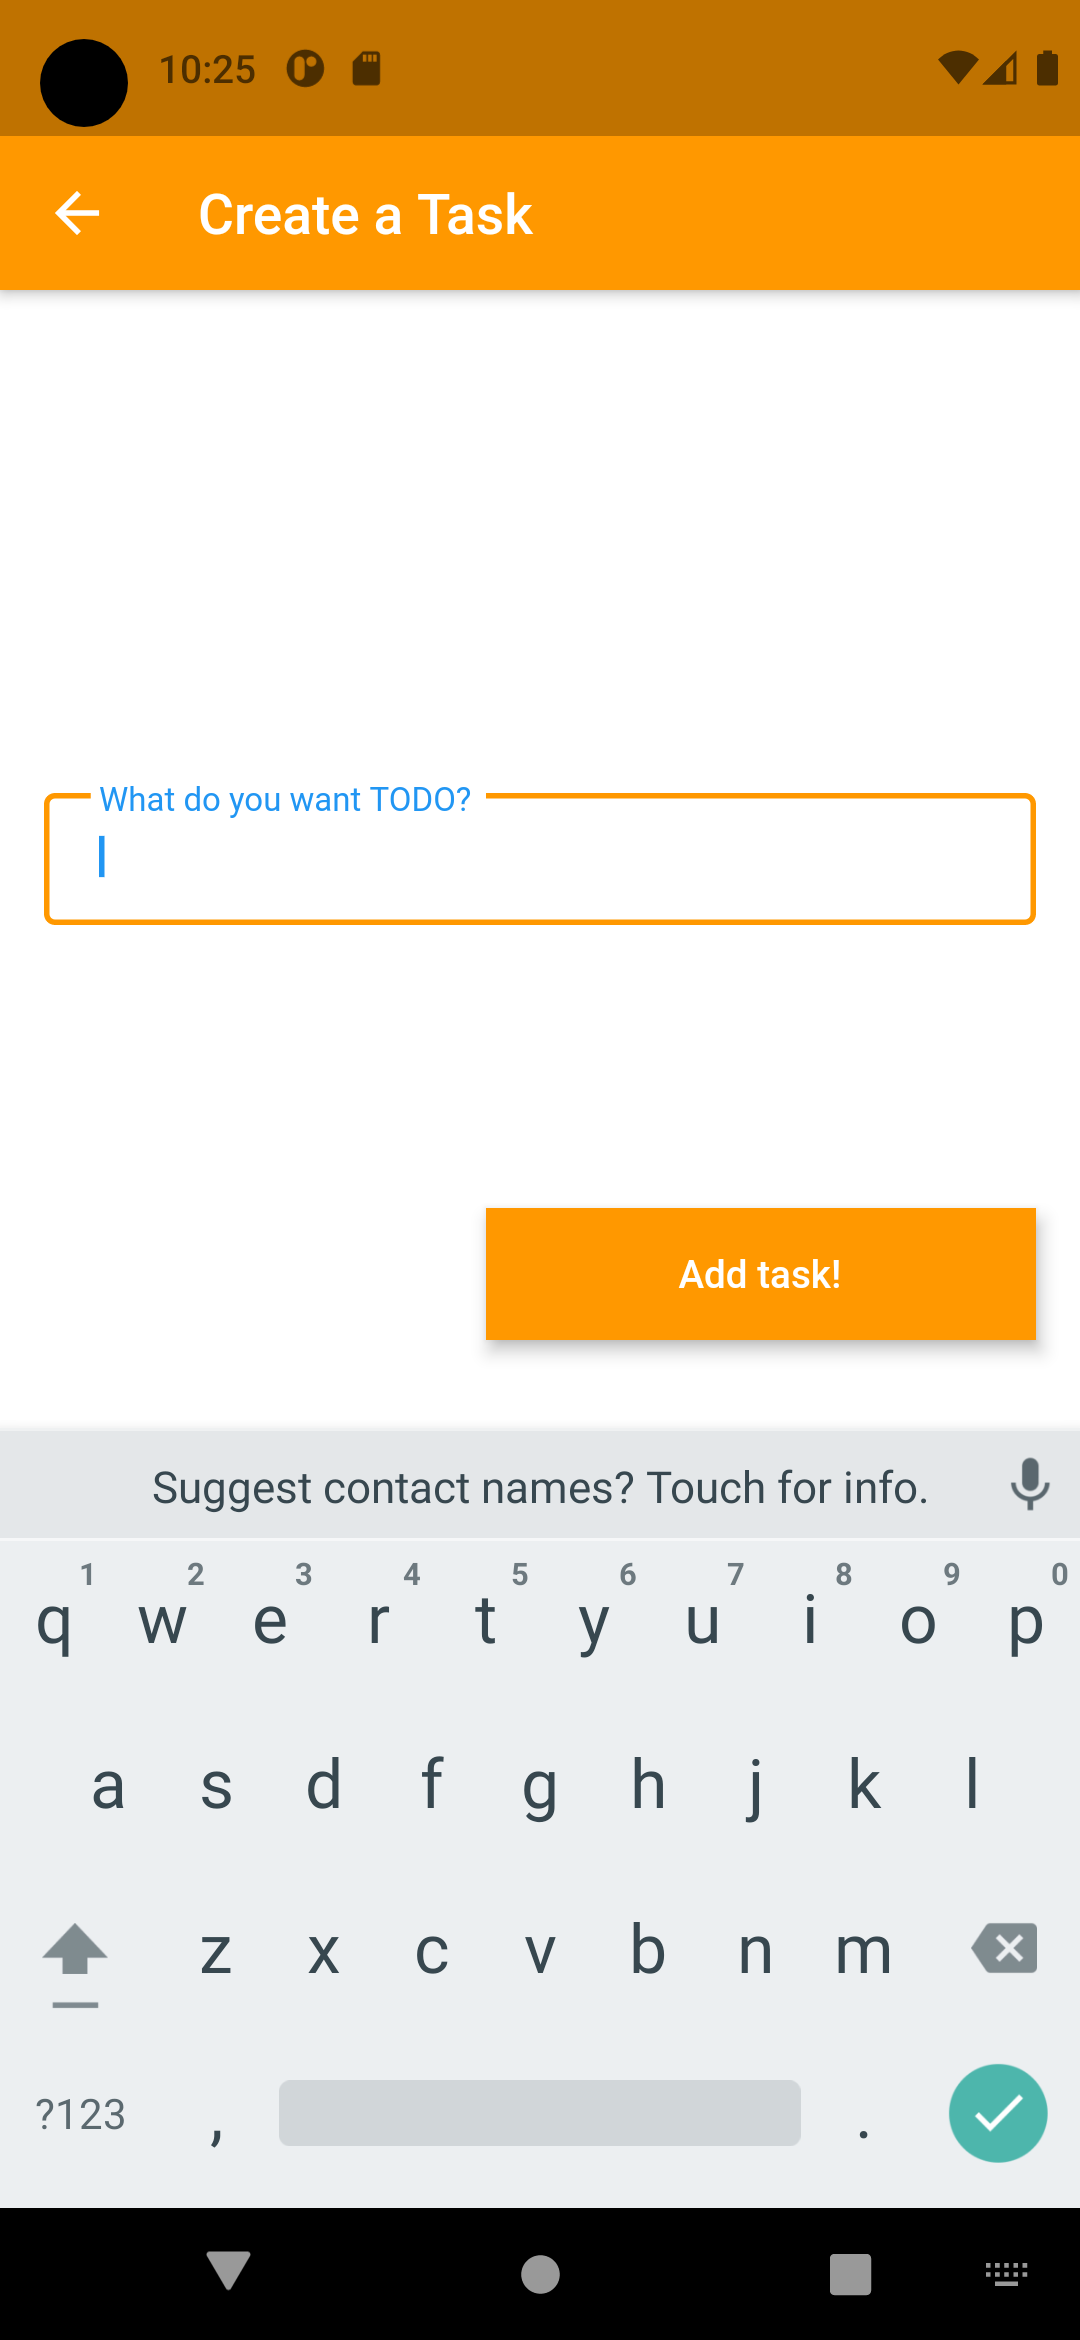 10:25
Create a Task
What do you want TODO?
Add task!
Suggest contact names? Touch for info.
1 2 3 4 5 6 7 8 9 0
q w e r t y u i o p
a s d f g h j k l
z x c v b n m
?123 , .